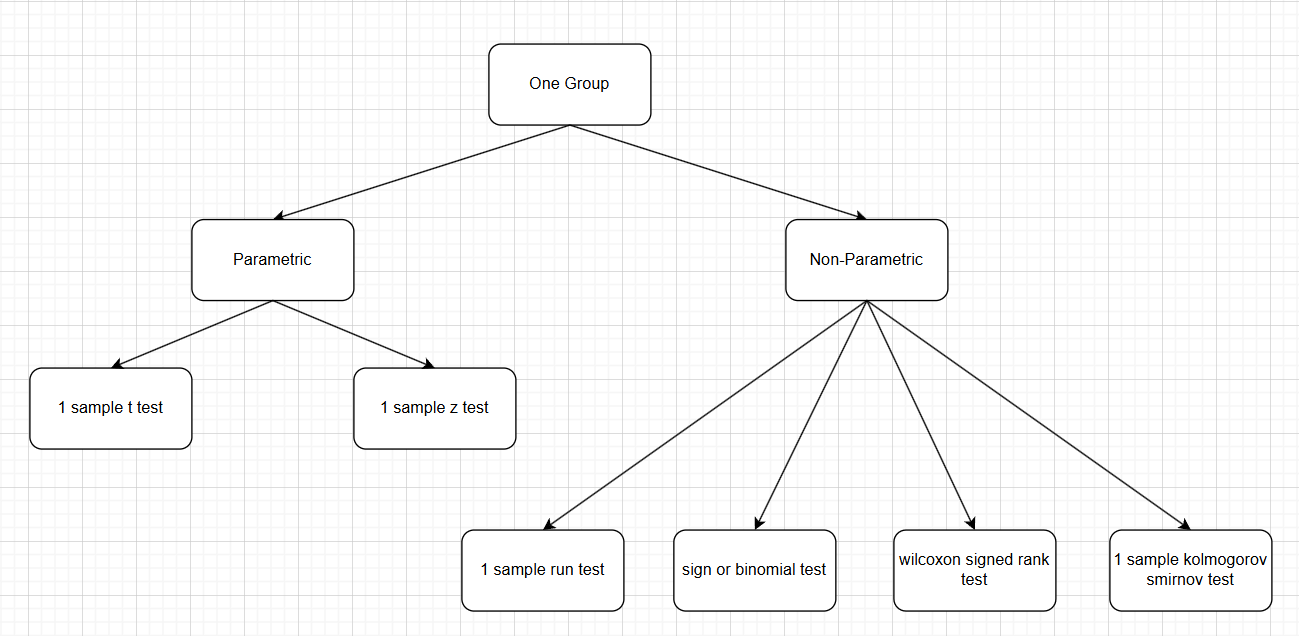 One Group
Parametric
Non-Parametric
1 sample t test
1 sample z test
1 sample run test
sign or binomial test
wilcoxon signed rank
test
1 sample kolmogorov
smirnov test